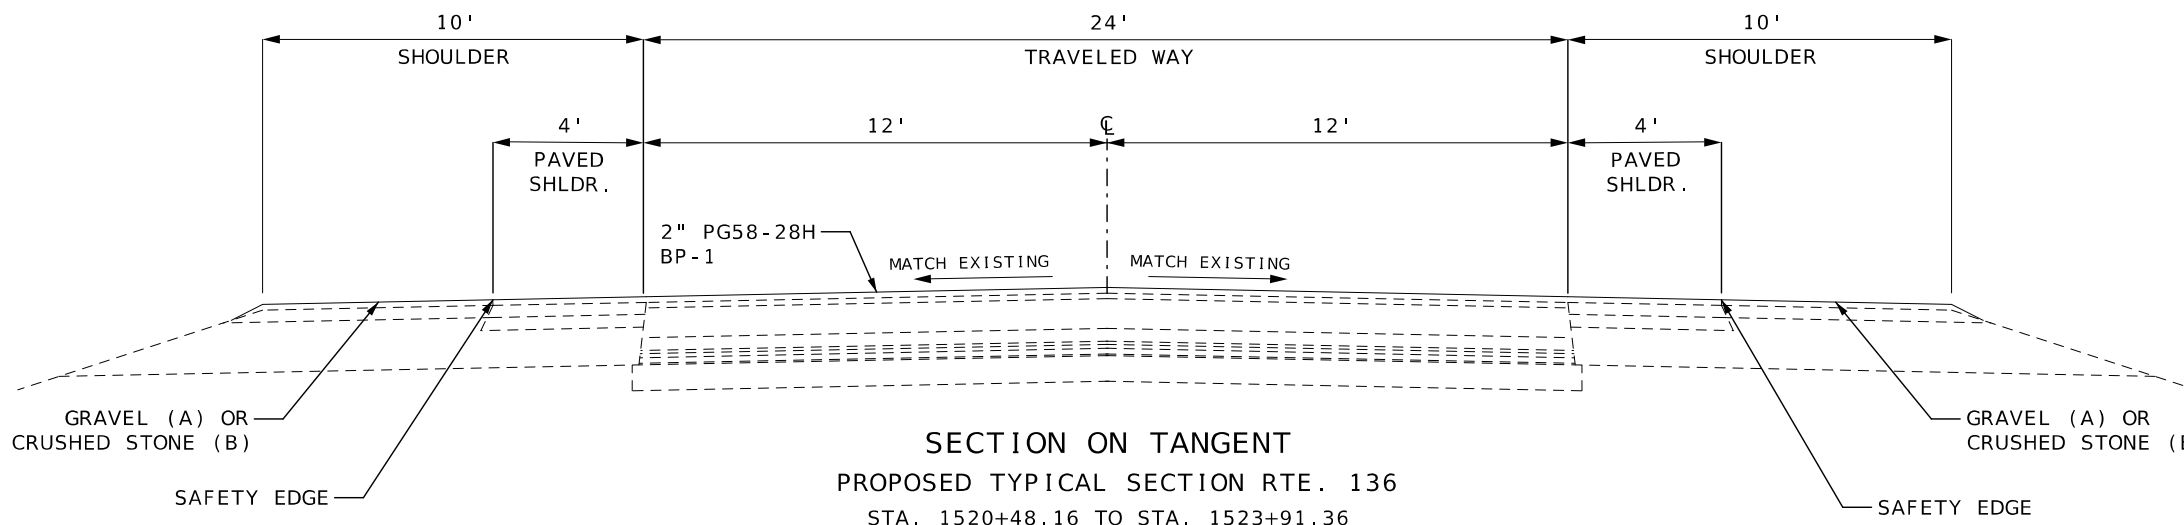 10' 24' 10'
SHOULDER TRAVELED WAY SHOULDER
4' 12' ℄ 12' 4'
PAVED PAVED
SHLDR. SHLDR.
2" PG58-28H
BP-1
MATCH EXISTING MATCH EXISTING
GRAVEL (A) OR
CRUSHED STONE (B)
GRAVEL (A) OR
CRUSHED STONE (
SAFETY EDGE
SAFETY EDGE
SECTION ON TANGENT
PROPOSED TYPICAL SECTION RTE. 136
STA. 1520+48.16 TO STA. 1523+91.36